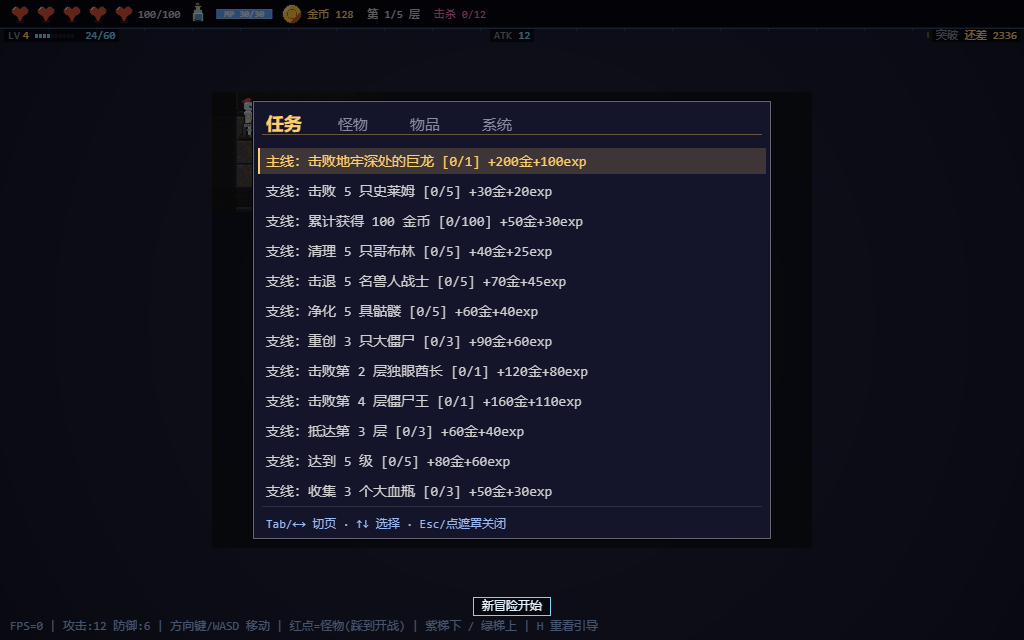 100/100 MP 30/30 金币 128 第 1/5 层 击杀 0/12
LV 4 24/60 ATK 12 突破 还差 2336
任务 怪物 物品 系统
主线: 击败地牢深处的巨龙 [0/1] +200金+100exp
支线: 击败 5 只史莱姆 [0/5] +30金+20exp
支线: 累计获得 100 金币 [0/100] +50金+30exp
支线: 清理 5 只哥布林 [0/5] +40金+25exp
支线: 击退 5 名兽人战士 [0/5] +70金+45exp
支线: 净化 5 具骷髅 [0/5] +60金+40exp
支线: 重创 3 只大僵尸 [0/3] +90金+60exp
支线: 击败第 2 层独眼酋长 [0/1] +120金+80exp
支线: 击败第 4 层僵尸王 [0/1] +160金+110exp
支线: 抵达第 3 层 [0/3] +60金+40exp
支线: 达到 5 级 [0/5] +80金+60exp
支线: 收集 3 个大血瓶 [0/3] +50金+30exp
Tab/↔ 切页 · ↑↓ 选择 · Esc/点遮罩关闭
新冒险开始
FPS=0 | 攻击:12 防御:6 | 方向键/WASD 移动 | 红点=怪物(踩到开战) | 紫梯下 / 绿梯上 | H 重看引导